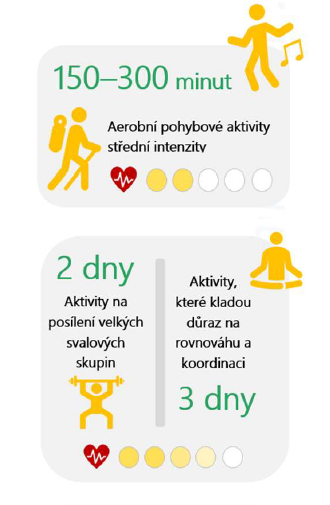 150–300 minut
Aerobní pohybové aktivity
střední intenzity
2 dny
Aktivity na
posílení velkých
svalových
skupin
Aktivity,
které kladou
důraz na
rovnováhu a
koordinaci
3 dny